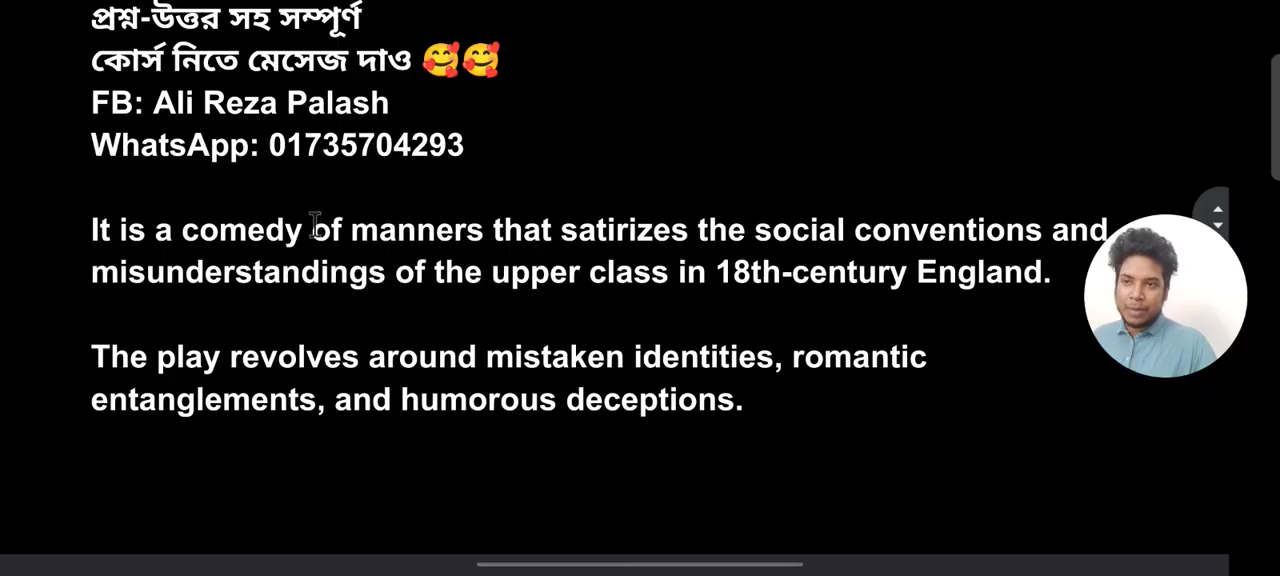 প্রশ্ন-উত্তর সহ সম্পূর্ণ
কোর্স নিতে মেসেজ দাও 🥰🥰
FB: Ali Reza Palash
WhatsApp: 01735704293
It is a comedy of manners that satirizes the social conventions and
misunderstandings of the upper class in 18th-century England.
The play revolves around mistaken identities, romantic
entanglements, and humorous deceptions.